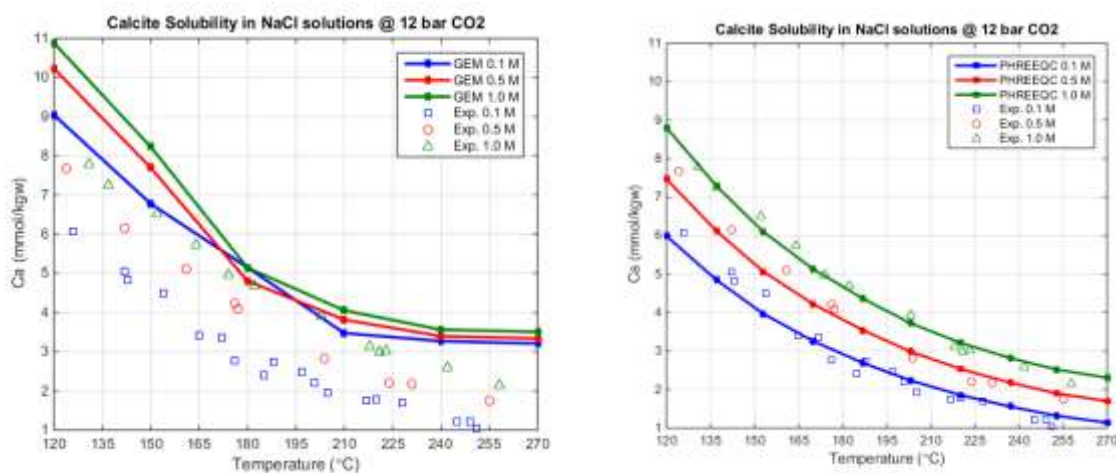 Calcite Solubility in NaCl solutions @ 12 bar CO2
11
10
9
8
7
6
5
4
3
2
1
Ca (mmol/kgw)
120 135 150 165 180 195 210 225 240 255 270
Temperature (°C)
GEM 0.1 M
GEM 0.5 M
GEM 1.0 M
Exp. 0.1 M
Exp. 0.5 M
Exp. 1.0 M
Calcite Solubility in NaCl solutions @ 12 bar CO2
11
10
9
8
7
6
5
4
3
2
1
Ca (mmol/kgw)
120 135 150 165 180 195 210 225 240 255 270
Temperature (°C)
PHREEQC 0.1 M
PHREEQC 0.5 M
PHREEQC 1.0 M
Exp. 0.1 M
Exp. 0.5 M
Exp. 1.0 M